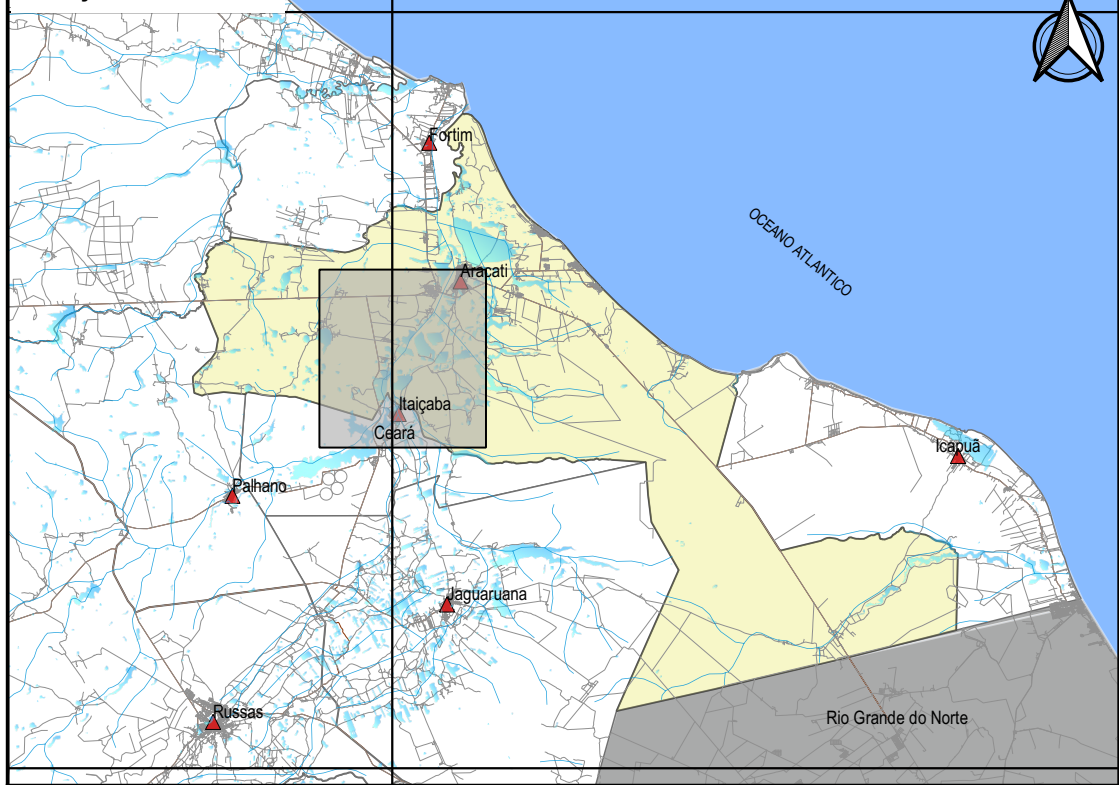 Fortim
OCEANO ATLANTICO
Aracati
Itaiçaba
Ceará
Icapuã
Palhano
Jaguaruana
Russas
Rio Grande do Norte